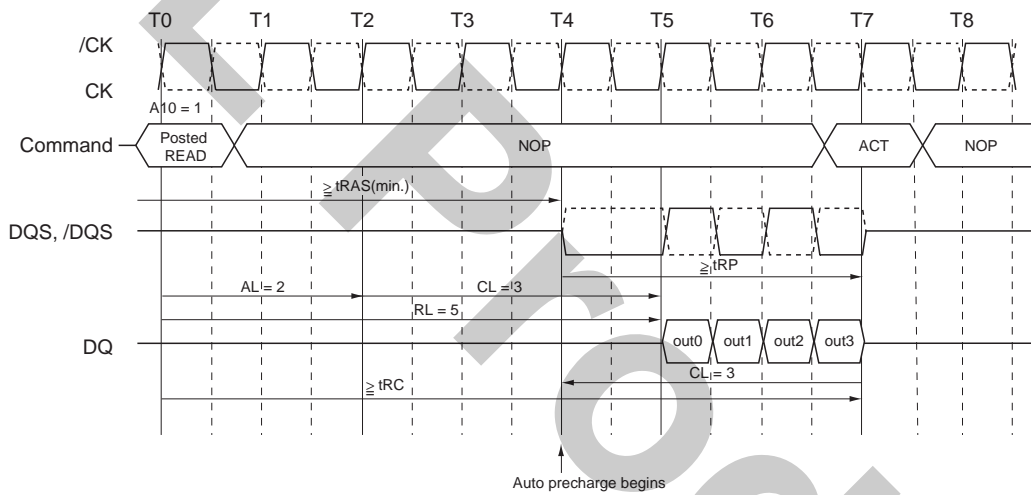 T0 T1 T2 T3 T4 T5 T6 T7 T8
/CK
CK
A10 = 1
Command
Posted
READ
NOP
ACT
NOP
≧ tRAS(min.)
DQS, /DQS
≧ tRP
AL = 2
CL = 3
RL = 5
DQ
out0 out1 out2 out3
CL = 3
≧ tRC
Auto precharge begins